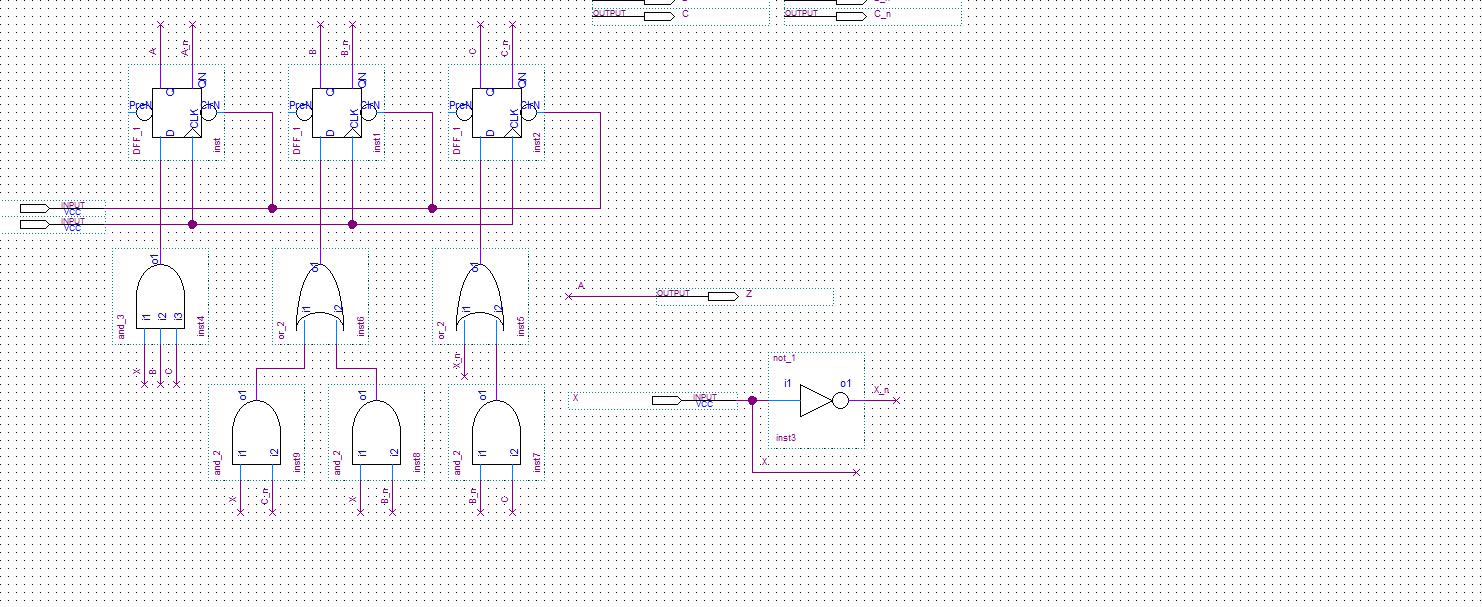 OUTPUT C OUTPUT C_n
A A_n B B_n C C_n
Q QN Q QN Q QN
PreN ClrN PreN ClrN PreN ClrN
D CLK D CLK D CLK
DFF_1 inst DFF_1 inst1 DFF_1 inst2
INPUT
VCC
INPUT
VCC
o1 o1 o1
A OUTPUT Z
i1 i2 i3 i1 i2 i1 i2
and_3 inst4 or_2 inst6 or_2 inst5
X B C X_n
not_1
i1 o1
X INPUT X_n
VCC
inst3
o1 o1 o1
i1 i2 i1 i2 i1 i2
and_2 inst9 and_2 inst8 and_2 inst7
X
X C_n X B_n B_n C